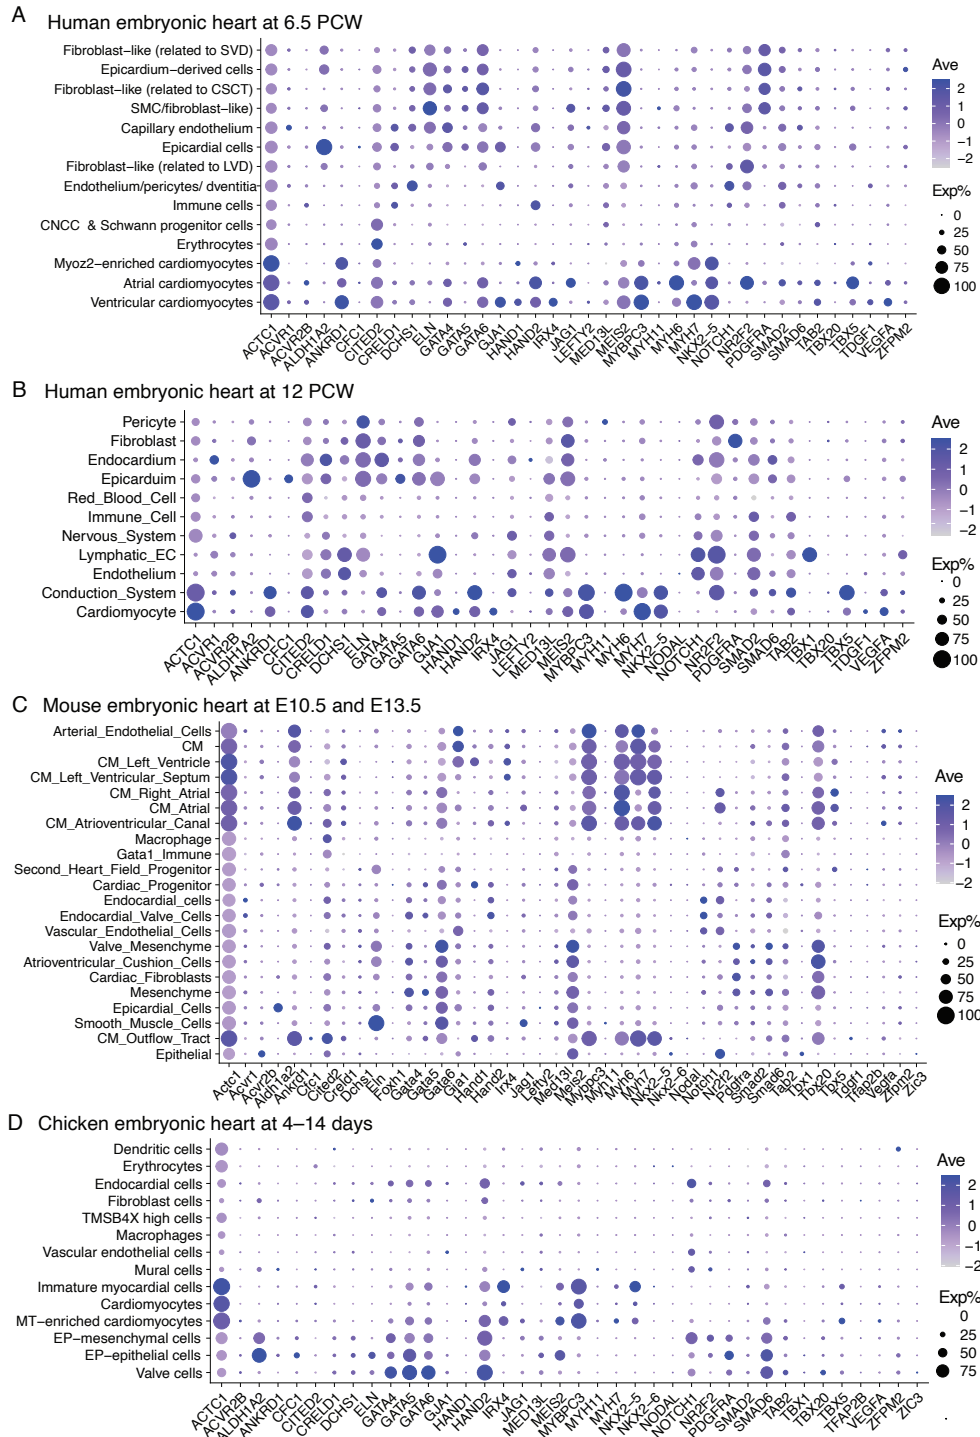 A Human embryonic heart at 6.5 PCW
Fibroblast−like (related to SVD)
Epicardium−derived cells
Fibroblast−like (related to CSCT)
SMC/fibroblast−like)
Capillary endothelium
Epicardial cells
Fibroblast−like (related to LVD)
Endothelium/pericytes/ dventitia
Immune cells
CNCC & Schwann progenitor cells
Erythrocytes
Myoz2−enriched cardiomyocytes
Atrial cardiomyocytes
Ventricular cardiomyocytes
ACTC1 ACVR1 ACVR2B ALDH1A2 ANKRD1 CFC1 CITED2 CRELD1 DCHS1 ELN GATA4 GATA5 GATA6 GJA1 HAND1 HAND2 IRX4 JAG1 LEFTY2 MED13L MEIS2 MYBPC3 MYH11 MYH6 MYH7 NKX2−5 NOTCH1 NR2F2 PDGFRA SMAD2 SMAD6 TAB2 TBX20 TBX5 TDGF1 VEGFA ZFPM2
Ave
2
1
0
−1
−2
Exp%
0
25
50
75
100
B Human embryonic heart at 12 PCW
Pericyte
Fibroblast
Endocardium
Epicarduim
Red_Blood_Cell
Immune_Cell
Nervous_System
Lymphatic_EC
Endothelium
Conduction_System
Cardiomyocyte
ACTC1 ACVR1 ACVR2B ALDH1A2 ANKRD1 CFC1 CITED2 CRELD1 DCHS1 ELN GATA4 GATA5 GATA6 GJA1 HAND1 HAND2 IRX4 JAG1 LEFTY2 MED13L MEIS2 MYBPC3 MYH11 MYH6 MYH7 NKX2−5 NODAL NOTCH1 NR2F2 PDGFRA SMAD2 SMAD6 TAB2 TBX1 TBX20 TBX5 TDGF1 VEGFA ZFPM2
Ave
2
1
0
−1
−2
Exp%
0
25
50
75
100
C Mouse embryonic heart at E10.5 and E13.5
Arterial_Endothelial_Cells
CM
CM_Left_Ventricle
CM_Left_Ventricular_Septum
CM_Right_Atrial
CM_Atrial
CM_Atrioventricular_Canal
Macrophage
Gata1_Immune
Second_Heart_Field_Progenitor
Cardiac_Progenitor
Endocardial_cells
Endocardial_Valve_Cells
Vascular_Endothelial_Cells
Valve_Mesenchyme
Atrioventricular_Cushion_Cells
Cardiac_Fibroblasts
Mesenchyme
Epicardial_Cells
Smooth_Muscle_Cells
CM_Outflow_Tract
Epithelial
Actc1 Acvr1 Acvr2b Aldh1a2 Ankrd1 Cfc1 Cited2 Creld1 Dchs1 Eln Foxh1 Gata4 Gata5 Gata6 Gja1 Hand1 Hand2 Irx4 Jag1 Lefty2 Med13l Meis2 Mybpc3 Myh11 Myh6 Myh7 Nkx2−5 Nkx2−6 Nodal Notch1 Nr2f2 Pdgfra Smad2 Smad6 Tab2 Tbx1 Tbx20 Tbx5 Tdgf1 Tfap2b Vegfa Zfpm2 Zic3
Ave
2
1
0
−1
−2
Exp%
0
25
50
75
100
D Chicken embryonic heart at 4−14 days
Dendritic cells
Erythrocytes
Endocardial cells
Fibroblast cells
TMSB4X high cells
Macrophages
Vascular endothelial cells
Mural cells
Immature myocardial cells
Cardiomyocytes
MT−enriched cardiomyocytes
EP−mesenchymal cells
EP−epithelial cells
Valve cells
ACTC1 ACVR2B ALDH1A2 ANKRD1 CFC1 CITED2 CRELD1 DCHS1 ELN GATA4 GATA5 GATA6 GJA1 HAND1 HAND2 IRX4 JAG1 MED13L MEIS2 MYBPC3 MYH11 MYH7 NKX2−5 NKX2−6 NODAL NOTCH1 NR2F2 PDGFRA SMAD2 SMAD6 TAB2 TBX1 TBX20 TBX5 TFAP2B VEGFA ZFPM2 ZIC3
Ave
2
1
0
−1
−2
Exp%
0
25
50
75